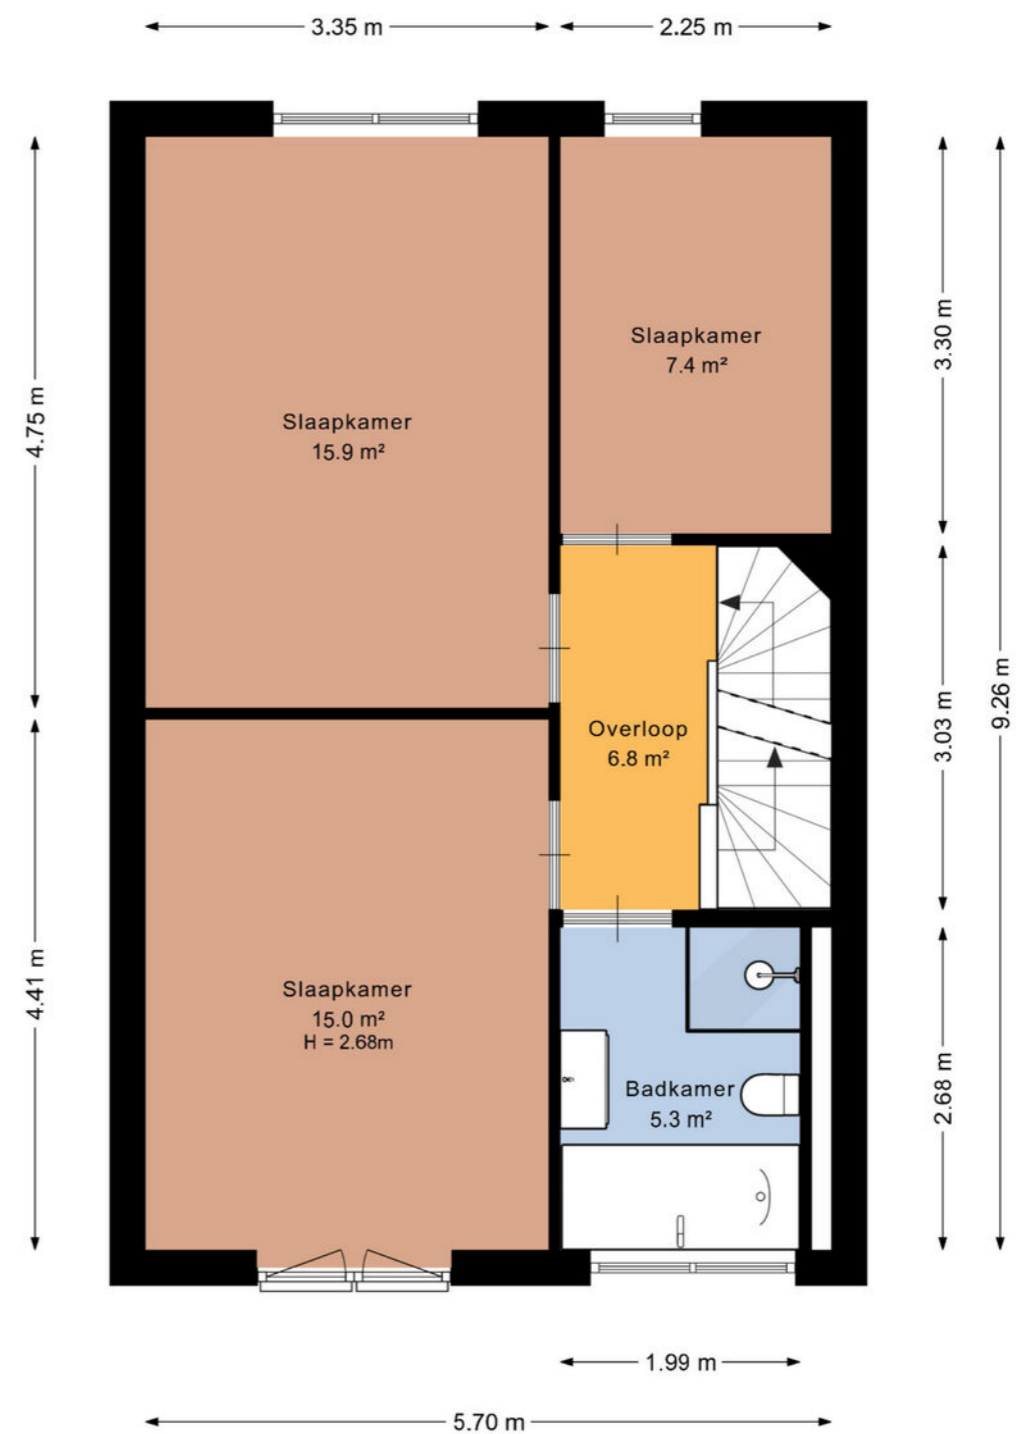 3.35 m
2.25 m
4.75 m
3.30 m
9.26 m
Slaapkamer
7.4 m²
Slaapkamer
15.9 m²
Overloop
6.8 m²
3.03 m
4.41 m
Slaapkamer
15.0 m²
H = 2.68m
Badkamer
5.3 m²
2.68 m
1.99 m
5.70 m